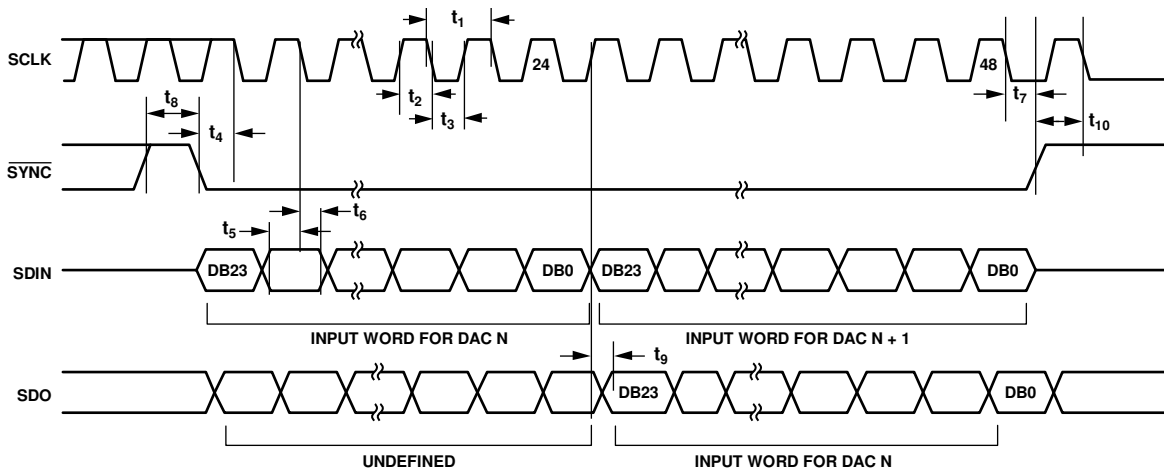 t1
SCLK
24
48
t2
t3
t7
t8
t4
t10
SYNC
t6
t5
SDIN
DB23
DB0
DB23
DB0
INPUT WORD FOR DAC N
INPUT WORD FOR DAC N + 1
t9
SDO
DB23
DB0
UNDEFINED
INPUT WORD FOR DAC N